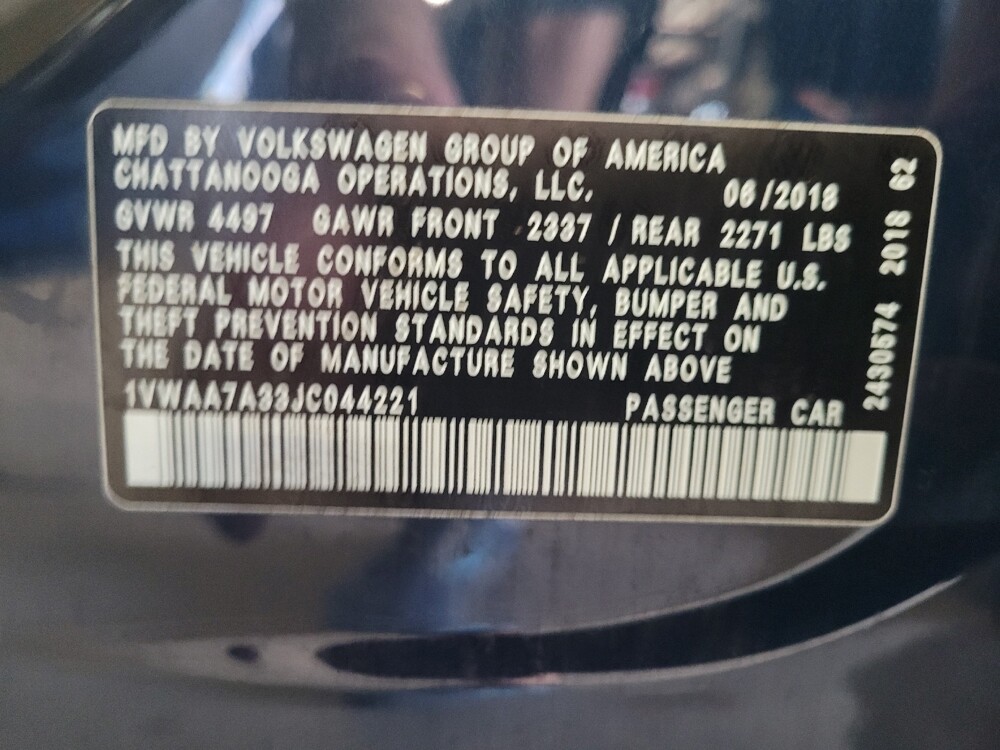 MFD BY VOLKSWAGEN GROUP OF AMERICA
CHATTANOOGA OPERATIONS, LLC. 06/2018
GVWR 4497 GAWR FRONT 2337 / REAR 2271 LBS
THIS VEHICLE CONFORMS TO ALL APPLICABLE U.S.
FEDERAL MOTOR VEHICLE SAFETY, BUMPER AND
THEFT PREVENTION STANDARDS IN EFFECT ON
THE DATE OF MANUFACTURE SHOWN ABOVE
1VWAA7A33JC044221 PASSENGER CAR
2430574 2018 G2